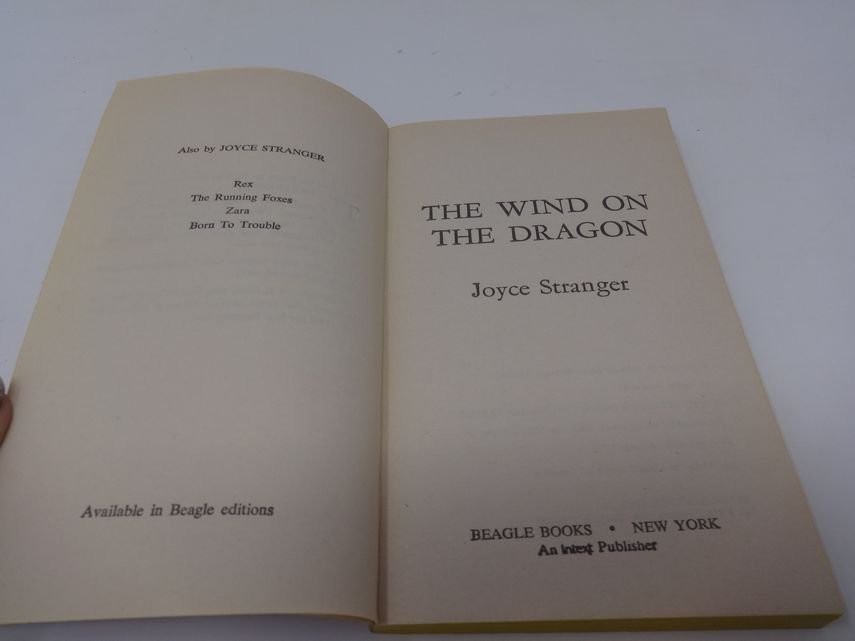 Also by JOYCE STRANGER
Rex
The Running Foxes
Zara
Born To Trouble
Available in Beagle editions
THE WIND ON
THE DRAGON
Joyce Stranger
BEAGLE BOOKS • NEW YORK
An Intext Publisher